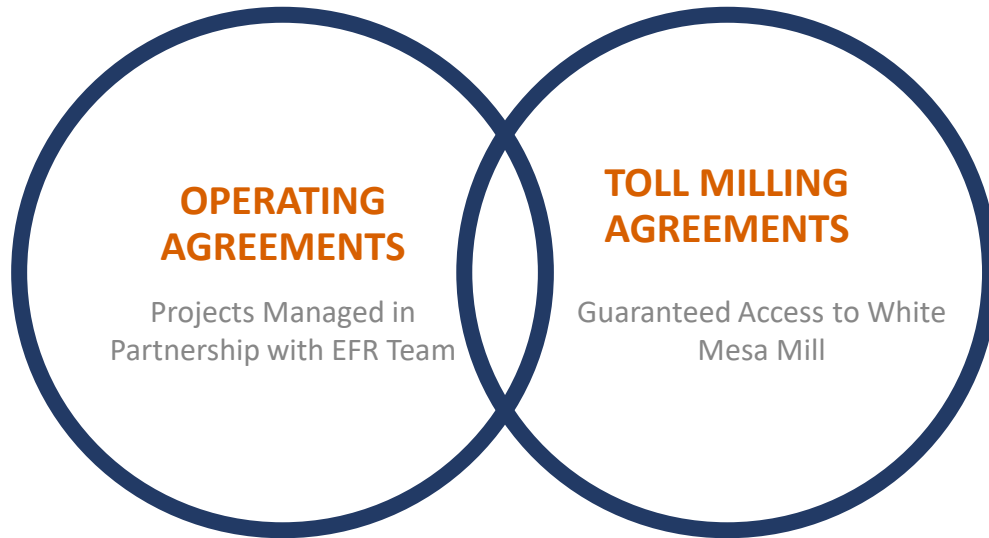 OPERATING
AGREEMENTS
Projects Managed in
Partnership with EFR Team
TOLL MILLING
AGREEMENTS
Guaranteed Access to White
Mesa Mill